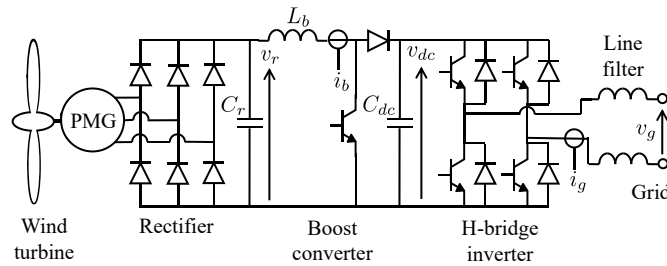 L_b
v_r
i_b
C_r
v_dc
C_dc
PMG
Line
filter
v_g
i_g
Grid
Wind
turbine
Rectifier
Boost
converter
H-bridge
inverter